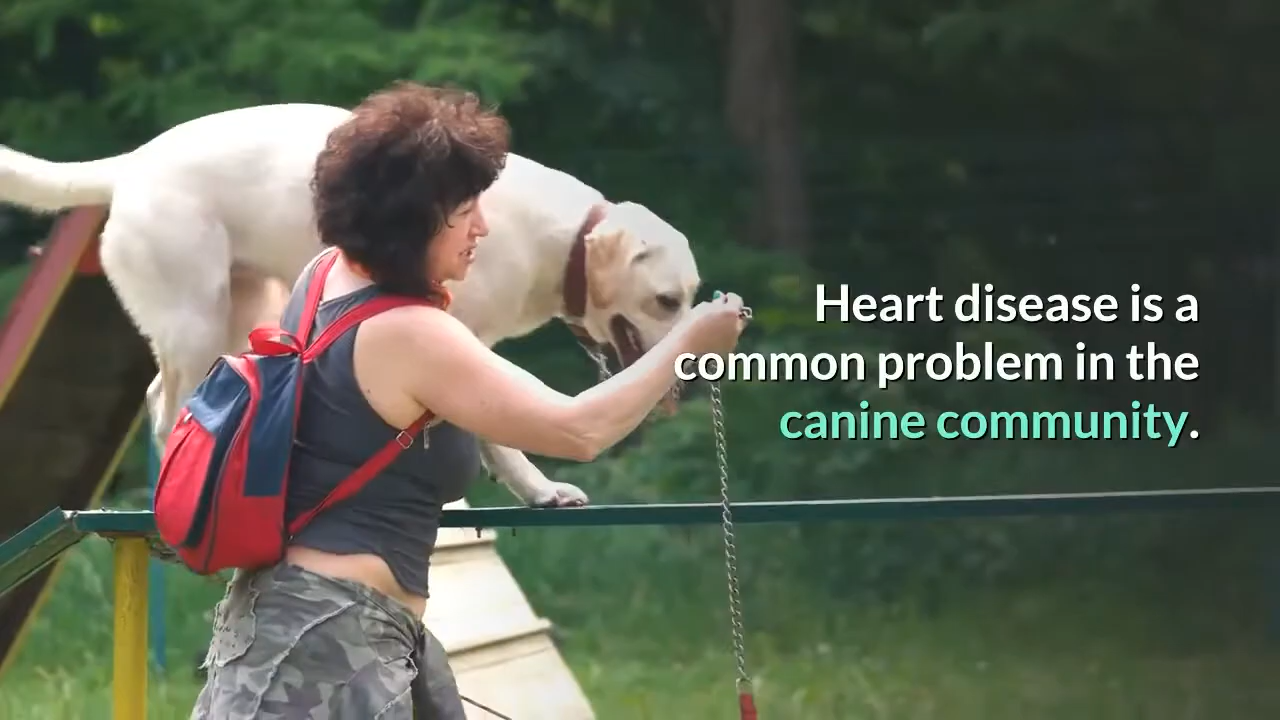 Heart disease is a
common problem in the
canine community.